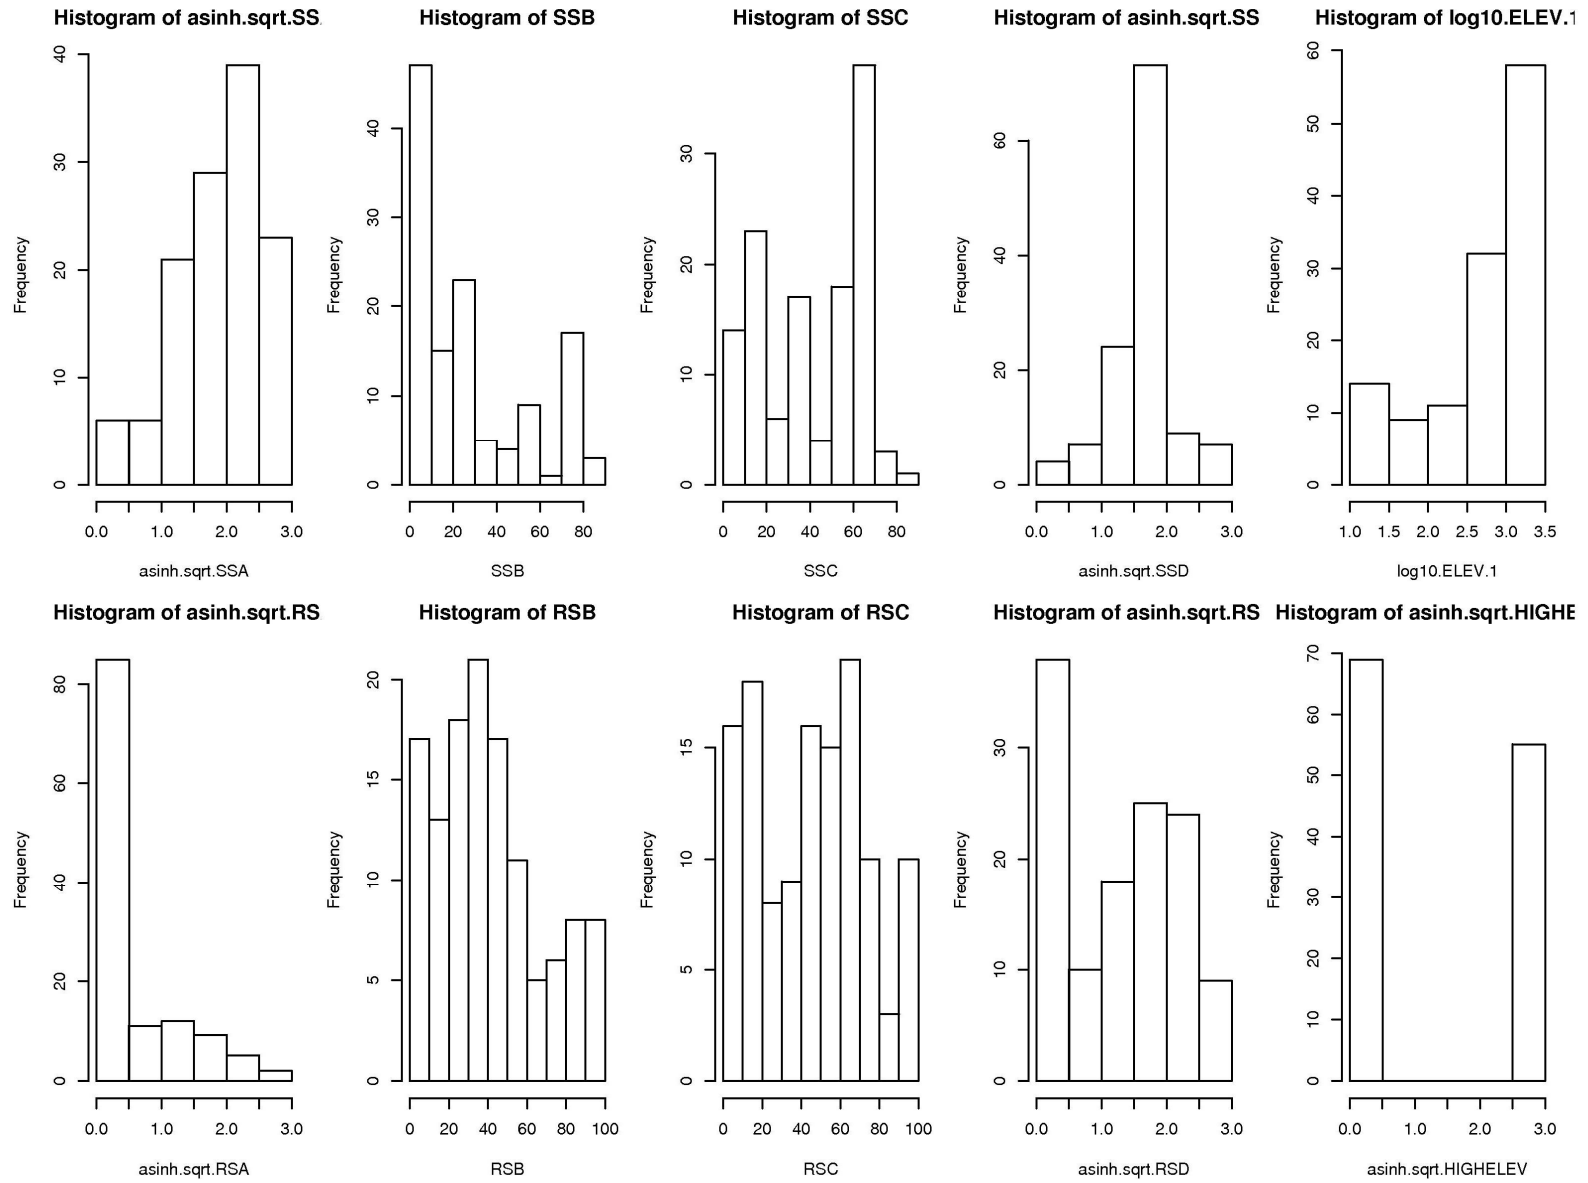 Histogram of asinh.sqrt.SS
40
30
20
10
0
Frequency
0.0 1.0 2.0 3.0
asinh.sqrt.SSA
Histogram of SSB
40
30
20
10
0
Frequency
0 20 40 60 80
SSB
Histogram of SSC
30
20
10
0
Frequency
0 20 40 60 80
SSC
Histogram of asinh.sqrt.SS
60
40
20
0
Frequency
0.0 1.0 2.0 3.0
asinh.sqrt.SSD
Histogram of log10.ELEV.1
60
50
40
30
20
10
0
Frequency
1.0 1.5 2.0 2.5 3.0 3.5
log10.ELEV.1
Histogram of asinh.sqrt.RS
80
60
40
20
0
Frequency
0.0 1.0 2.0 3.0
asinh.sqrt.RSA
Histogram of RSB
20
15
10
5
0
Frequency
0 20 40 60 80 100
RSB
Histogram of RSC
15
10
5
0
Frequency
0 20 40 60 80 100
RSC
Histogram of asinh.sqrt.RS
30
20
10
0
Frequency
0.0 1.0 2.0 3.0
asinh.sqrt.RSD
Histogram of asinh.sqrt.HIGHE
70
60
50
40
30
20
10
0
Frequency
0.0 1.0 2.0 3.0
asinh.sqrt.HIGHELEV